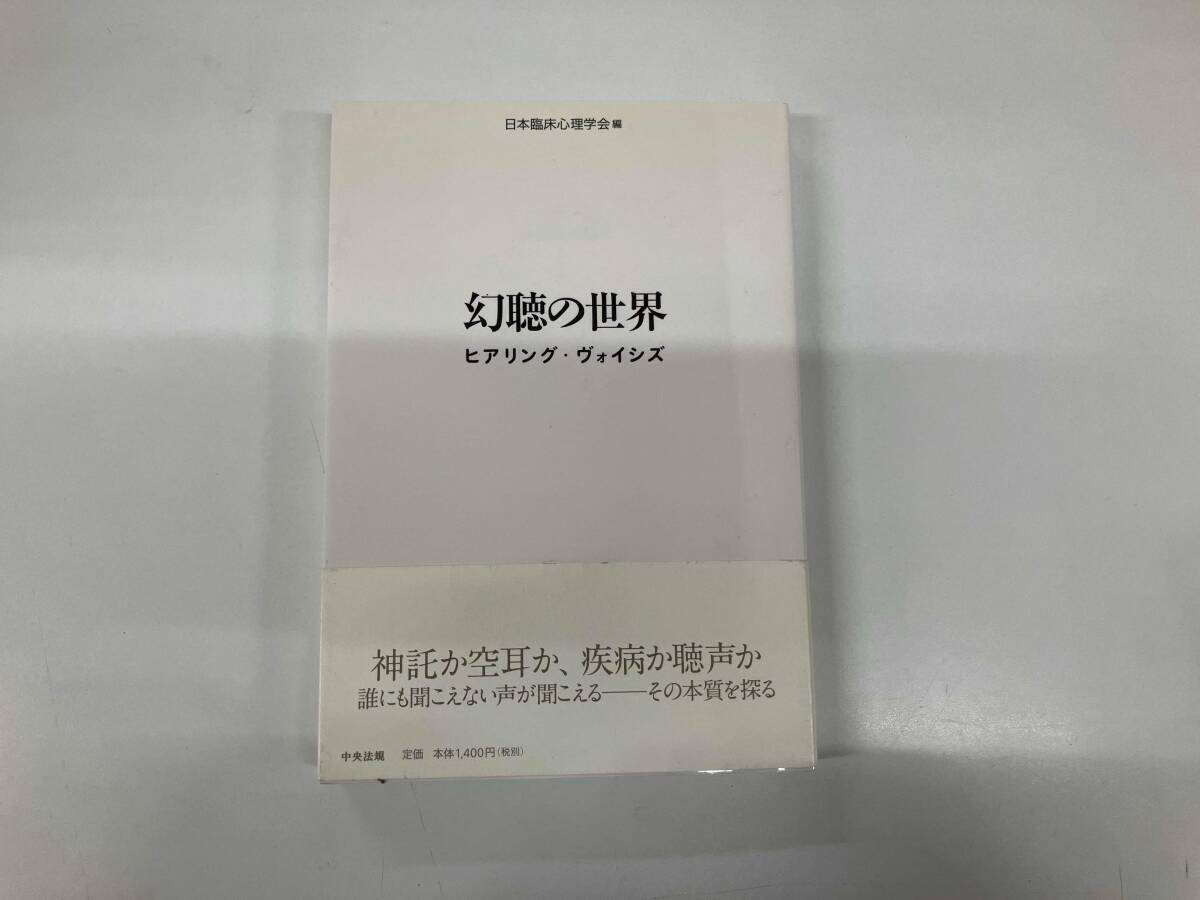 日本臨床心理学会編
幻聴の世界
ヒアリング・ヴォイシズ
神託か空耳か、疾病か聴声か
誰にも聞こえない声が聞こえる——その本質を探る
中央法規 定価 本体1,400円(税別)